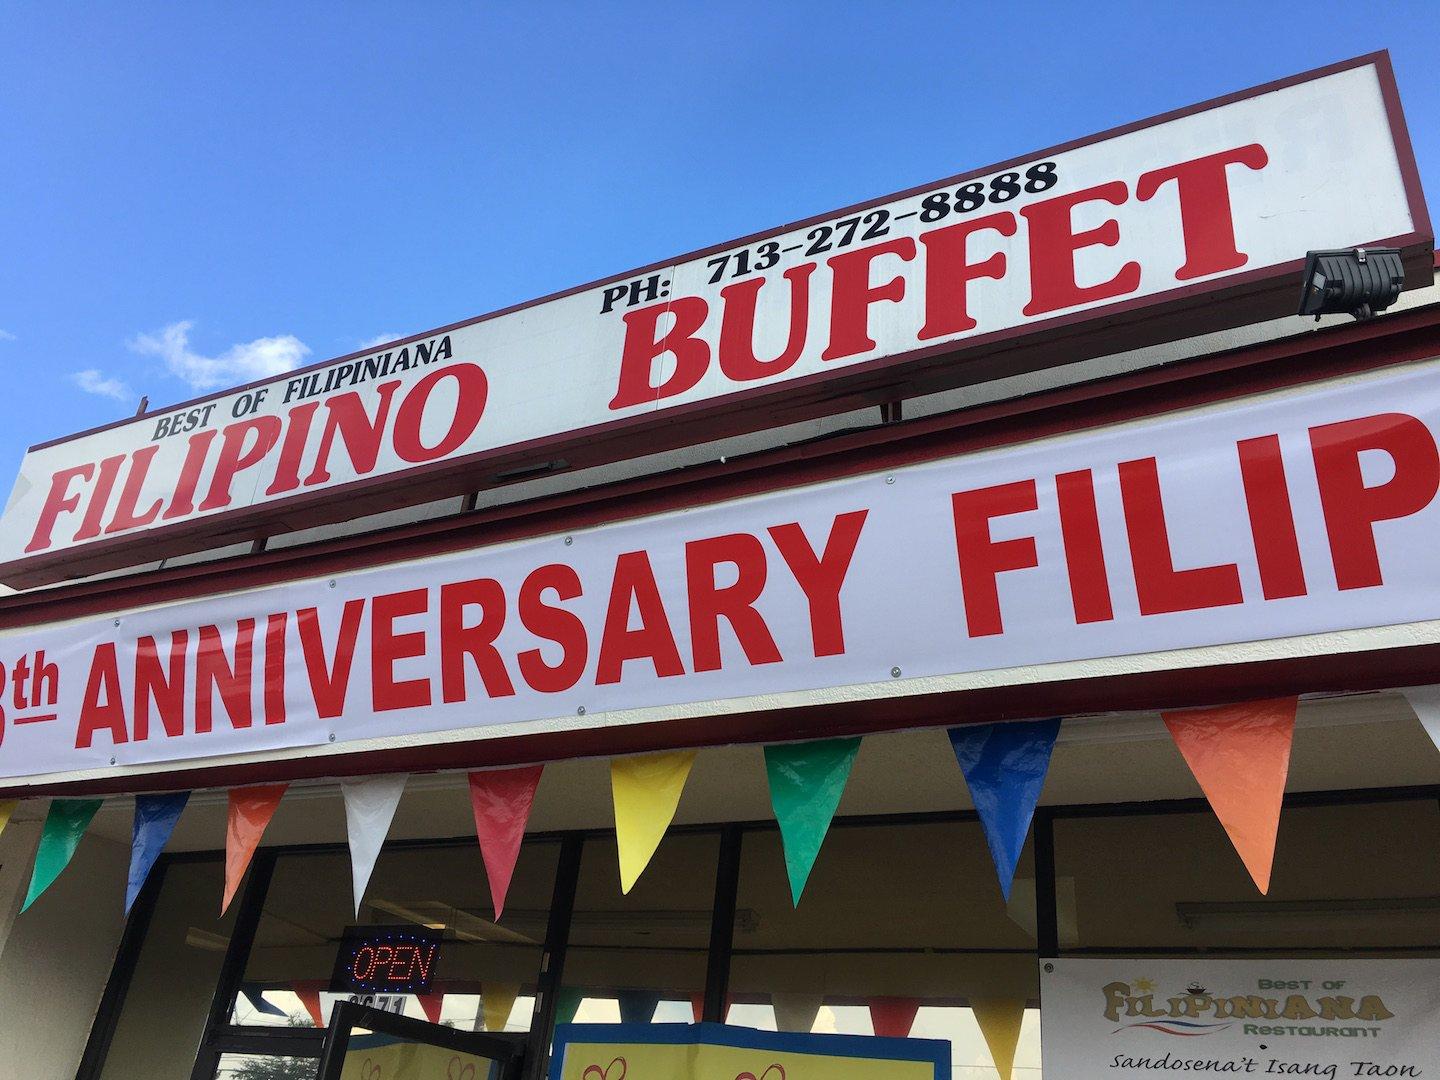 BEST OF FILIPINIANA
PH: 713-272-8888
FILIPINO BUFFET
th ANNIVERSARY FILIP
OPEN
Best of
FILIPINIANA
Restaurant
Sandosena't Isang Taon